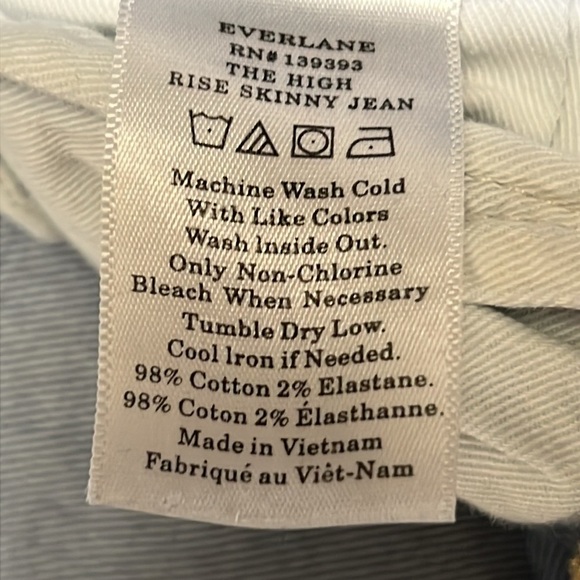 EVERLANE
RN# 139393
THE HIGH
RISE SKINNY JEAN
Machine Wash Cold
With Like Colors
Wash Inside Out.
Only Non-Chlorine
Bleach When Necessary
Tumble Dry Low.
Cool Iron if Needed.
98% Cotton 2% Elastane.
98% Coton 2% Élasthanne.
Made in Vietnam
Fabriqué au Viêt-Nam